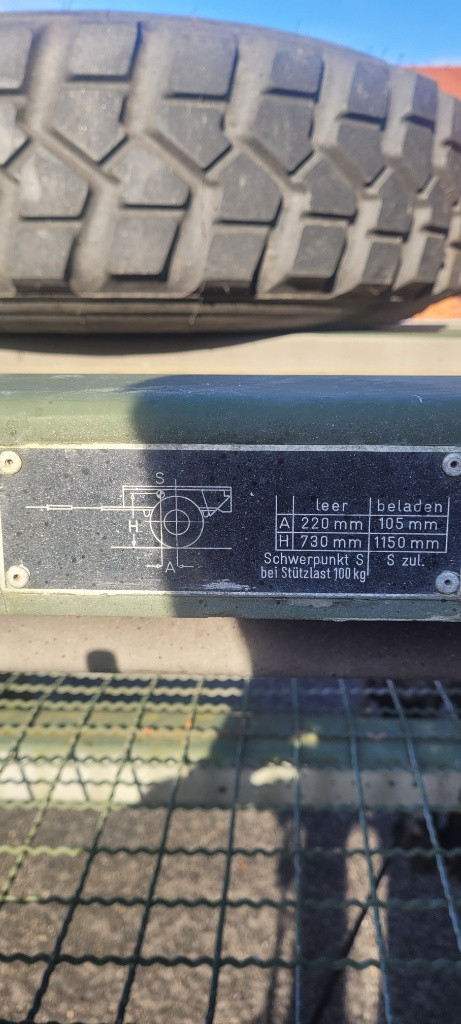 S
H
A
leer beladen
A 220 mm 105 mm
H 730 mm 1150 mm
Schwerpunkt S S zul.
bei Stützlast 100 kg